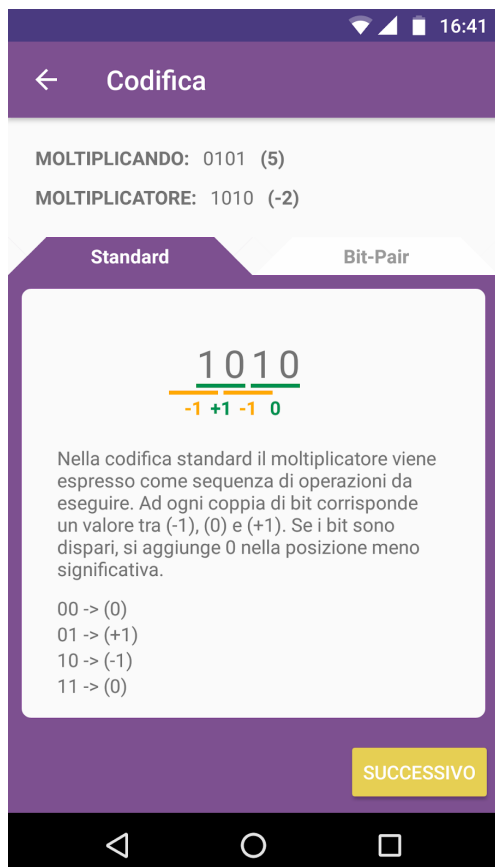 16:41
Codifica
MOLTIPLICANDO: 0101 (5)
MOLTIPLICATORE: 1010 (-2)
Standard Bit-Pair
1010
-1 +1 -1 0
Nella codifica standard il moltiplicatore viene
espresso come sequenza di operazioni da
eseguire. Ad ogni coppia di bit corrisponde
un valore tra (-1), (0) e (+1). Se i bit sono
dispari, si aggiunge 0 nella posizione meno
significativa.
00 -> (0)
01 -> (+1)
10 -> (-1)
11 -> (0)
SUCCESSIVO